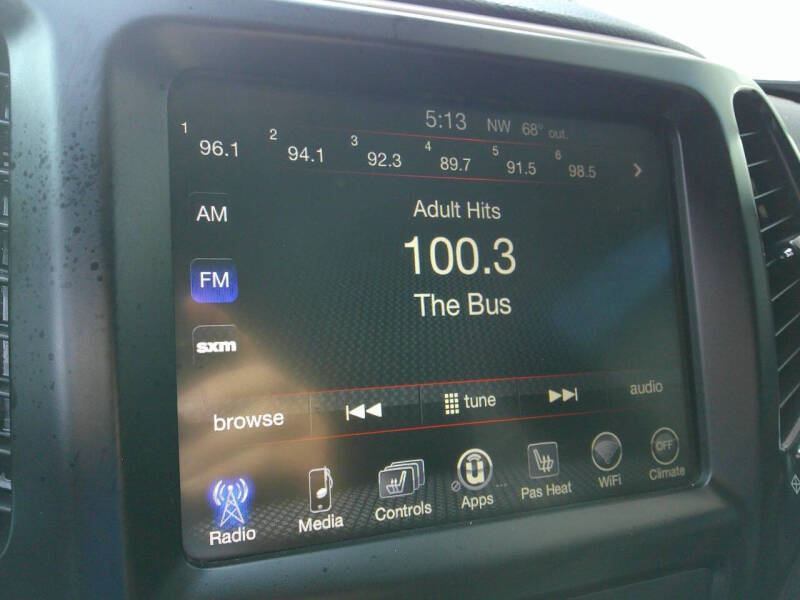 5:13 NW 68° out.
1 96.1 2 94.1 3 92.3 4 89.7 5 91.5 6 98.5
AM
Adult Hits
FM
100.3
The Bus
sxm
browse tune audio
Radio Media Controls Apps Pas Heat WiFi OFF Climate